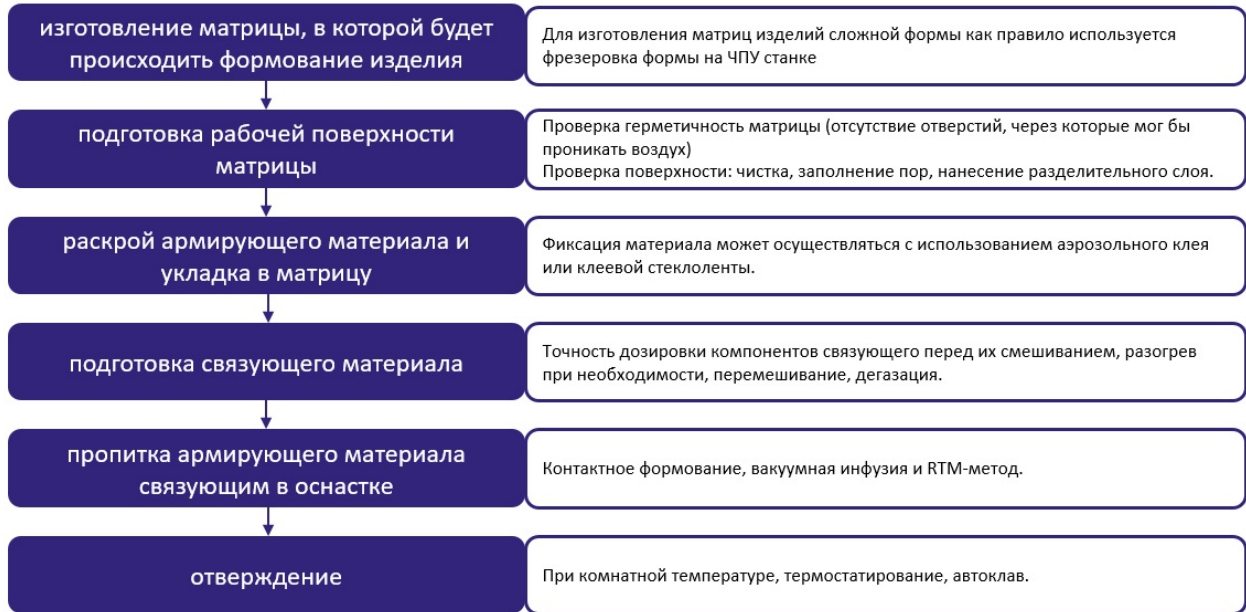 изготовление матрицы, в которой будет
происходить формование изделия
Для изготовления матриц изделий сложной формы как правило используется
фрезеровка формы на ЧПУ станке
подготовка рабочей поверхности
матрицы
Проверка герметичность матрицы (отсутствие отверстий, через которые мог бы
проникать воздух)
Проверка поверхности: чистка, заполнение пор, нанесение разделительного слоя.
раскрой армирующего материала и
укладка в матрицу
Фиксация материала может осуществляться с использованием аэрозольного клея
или клеевой стеклоленты.
подготовка связующего материала
Точность дозировки компонентов связующего перед их смешиванием, разогрев
при необходимости, перемешивание, дегазация.
пропитка армирующего материала
связующим в оснастке
Контактное формование, вакуумная инфузия и RTM-метод.
отверждение
При комнатной температуре, термостатирование, автоклав.